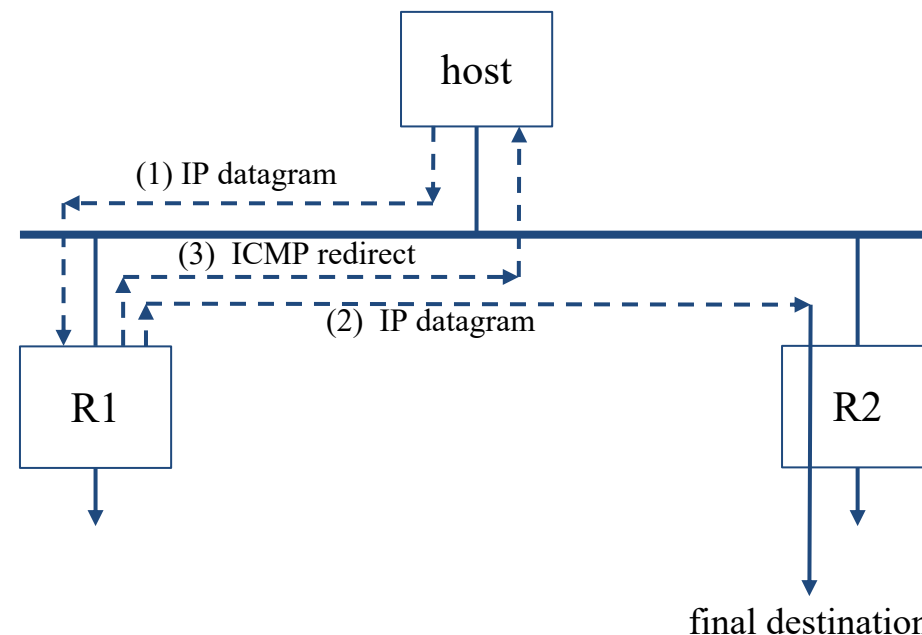 host
(1) IP datagram
(3) ICMP redirect
(2) IP datagram
R1
R2
final destination